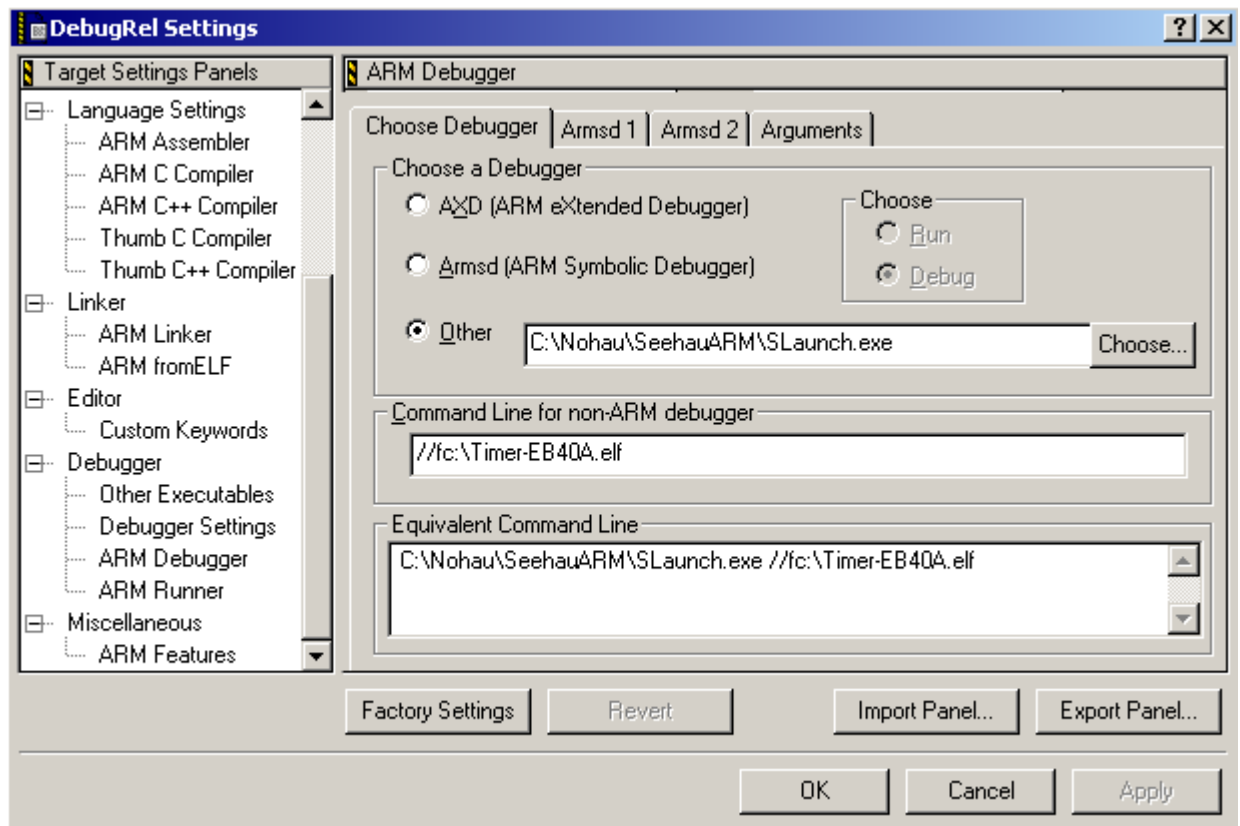 DebugRel Settings
Target Settings Panels
Language Settings
ARM Assembler
ARM C Compiler
ARM C++ Compiler
Thumb C Compiler
Thumb C++ Compiler
Linker
ARM Linker
ARM fromELF
Editor
Custom Keywords
Debugger
Other Executables
Debugger Settings
ARM Debugger
ARM Runner
Miscellaneous
ARM Features
ARM Debugger
Choose Debugger Armsd 1 Armsd 2 Arguments
Choose a Debugger
AXD (ARM eXtended Debugger)
Armsd (ARM Symbolic Debugger)
Other C:\Nohau\SeehauARM\SLaunch.exe Choose...
Choose
Run
Debug
Command Line for non-ARM debugger
//fc:\Timer-EB40A.elf
Equivalent Command Line
C:\Nohau\SeehauARM\SLaunch.exe //fc:\Timer-EB40A.elf
Factory Settings Revert Import Panel... Export Panel...
OK Cancel Apply